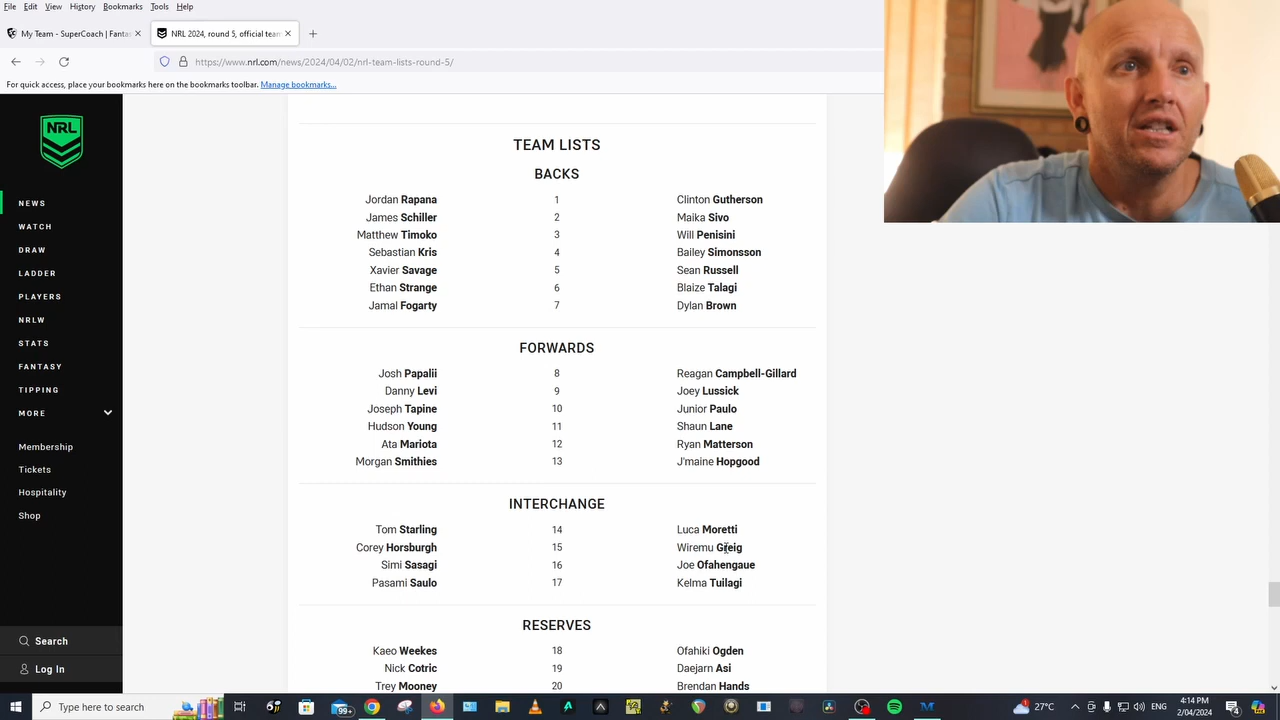 File Edit View History Bookmarks Tools Help
My Team - SuperCoach | Fantas
NRL 2024, round 5, official team
https://www.nrl.com/news/2024/04/02/nrl-team-lists-round-5/
For quick access, place your bookmarks here on the bookmarks toolbar. Manage bookmarks...
NRL
NEWS
WATCH
DRAW
LADDER
PLAYERS
NRLW
STATS
FANTASY
TIPPING
MORE
Membership
Tickets
Hospitality
Shop
Search
Log In
TEAM LISTS
BACKS
Jordan Rapana 1 Clinton Gutherson
James Schiller 2 Maika Sivo
Matthew Timoko 3 Will Penisini
Sebastian Kris 4 Bailey Simonsson
Xavier Savage 5 Sean Russell
Ethan Strange 6 Blaize Talagi
Jamal Fogarty 7 Dylan Brown
FORWARDS
Josh Papalii 8 Reagan Campbell-Gillard
Danny Levi 9 Joey Lussick
Joseph Tapine 10 Junior Paulo
Hudson Young 11 Shaun Lane
Ata Mariota 12 Ryan Matterson
Morgan Smithies 13 J'maine Hopgood
INTERCHANGE
Tom Starling 14 Luca Moretti
Corey Horsburgh 15 Wiremu Greig
Simi Sasagi 16 Joe Ofahengaue
Pasami Saulo 17 Kelma Tuilagi
RESERVES
Kaeo Weekes 18 Ofahiki Ogden
Nick Cotric 19 Daejarn Asi
Trey Mooney 20 Brendan Hands
Type here to search
99+
27°C
4:14 PM
2/04/2024
4